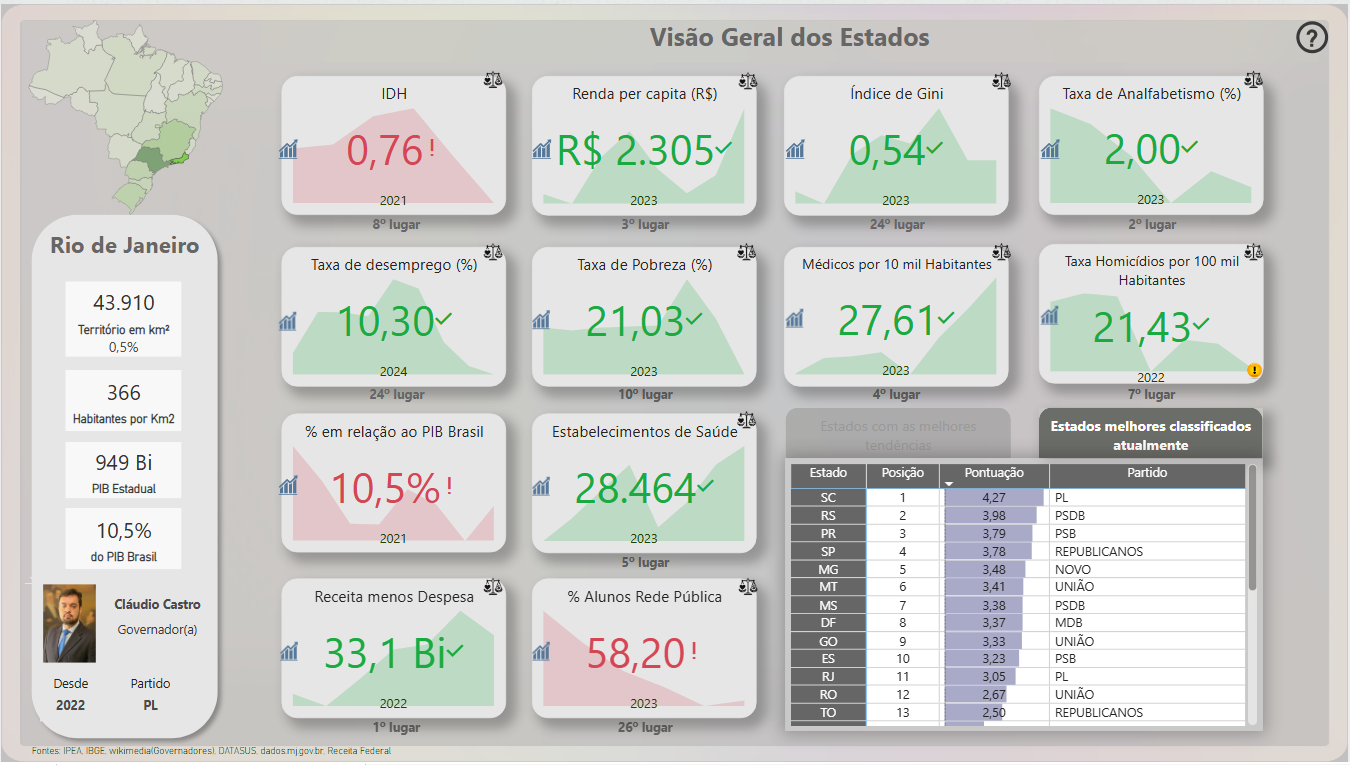 Visão Geral dos Estados
?
IDH
0,76!
2021
8º lugar
Renda per capita (R$)
R$ 2.305
2023
3º lugar
Índice de Gini
0,54
2023
24º lugar
Taxa de Analfabetismo (%)
2,00
2023
2º lugar
Rio de Janeiro
43.910
Território em km²
0,5%
366
Habitantes por Km2
949 Bi
PIB Estadual
10,5%
do PIB Brasil
Cláudio Castro
Governador(a)
Desde
2022
Partido
PL
Taxa de desemprego (%)
10,30
2024
24º lugar
Taxa de Pobreza (%)
21,03
2023
10º lugar
Médicos por 10 mil Habitantes
27,61
2023
4º lugar
Taxa Homicídios por 100 mil
Habitantes
21,43
!
2022
7º lugar
% em relação ao PIB Brasil
10,5%!
2021
Estabelecimentos de Saúde
28.464
2023
5º lugar
Receita menos Despesa
33,1 Bi
2022
1º lugar
% Alunos Rede Pública
58,20!
2023
26º lugar
Estados com as melhores
tendências
Estados melhores classificados
atualmente
Estado Posição Pontuação Partido
SC 1 4,27 PL
RS 2 3,98 PSDB
PR 3 3,79 PSB
SP 4 3,78 REPUBLICANOS
MG 5 3,48 NOVO
MT 6 3,41 UNIÃO
MS 7 3,38 PSDB
DF 8 3,37 MDB
GO 9 3,33 UNIÃO
ES 10 3,23 PSB
RJ 11 3,05 PL
RO 12 2,67 UNIÃO
TO 13 2,50 REPUBLICANOS
Fontes: IPEA, IBGE, wikimedia(Governadores), DATASUS, dados.mj.gov.br, Receita Federal